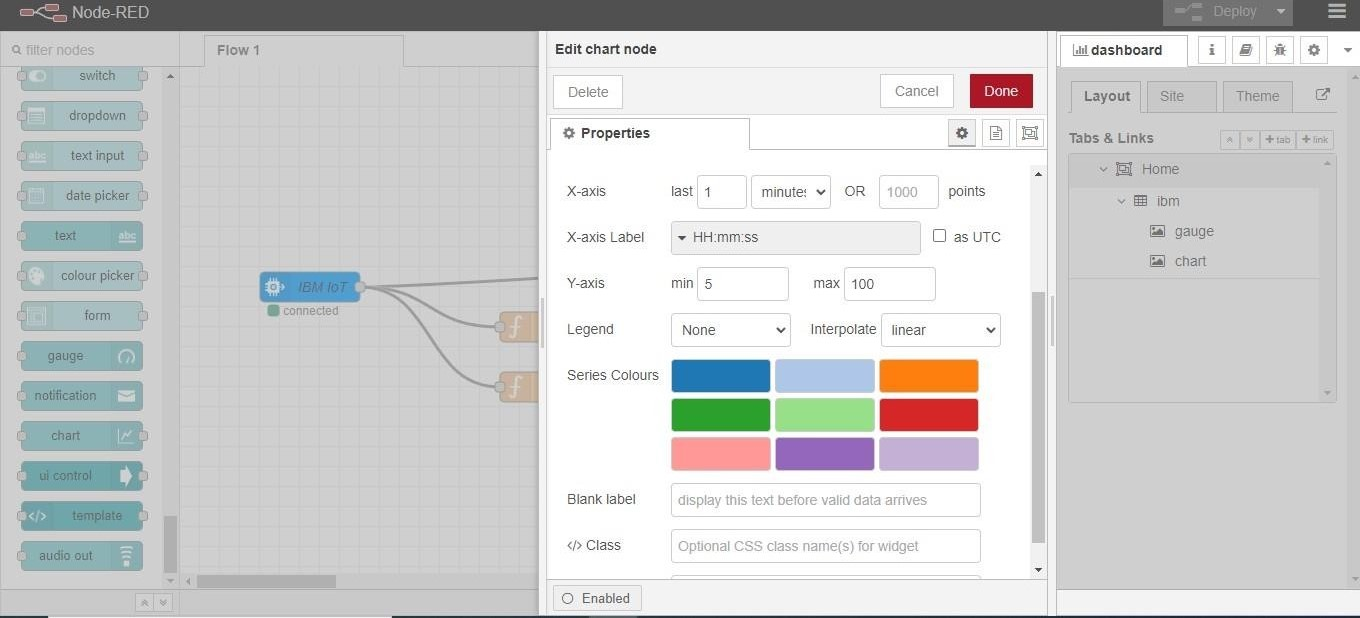 Node-RED
Deploy
filter nodes
switch
dropdown
abc text input
date picker
text abc
colour picker
form
gauge
notification
chart
ui control
</> template
audio out
Flow 1
IBM IoT
connected
f
f
Edit chart node
Delete
Cancel
Done
Properties
X-axis last 1 minutes OR 1000 points
X-axis Label HH:mm:ss as UTC
Y-axis min 5 max 100
Legend None Interpolate linear
Series Colours
Blank label display this text before valid data arrives
</> Class Optional CSS class name(s) for widget
Enabled
dashboard i
Layout Site Theme
Tabs & Links +tab +link
Home
ibm
gauge
chart